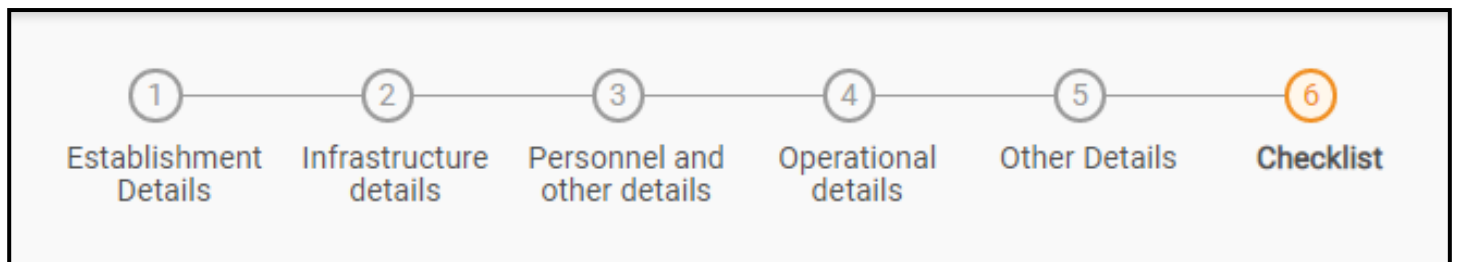 1 2 3 4 5 6
Establishment Infrastructure Personnel and Operational Other Details Checklist
Details details other details details